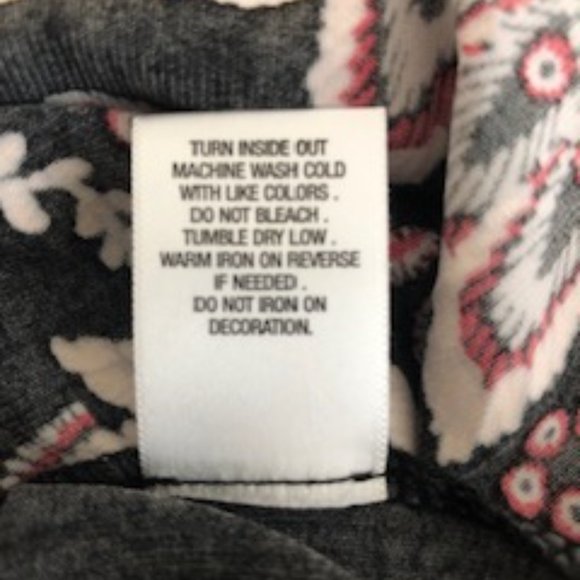 TURN INSIDE OUT
MACHINE WASH COLD
WITH LIKE COLORS .
DO NOT BLEACH .
TUMBLE DRY LOW .
WARM IRON ON REVERSE
IF NEEDED .
DO NOT IRON ON
DECORATION.